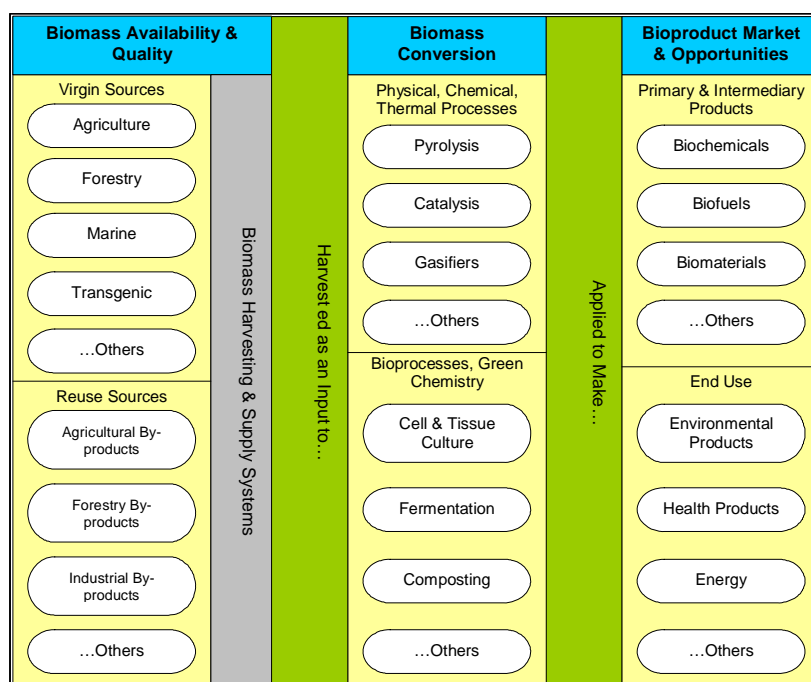 Biomass Availability &
Quality
Virgin Sources
Agriculture
Forestry
Marine
Transgenic
...Others
Reuse Sources
Agricultural By-
products
Forestry By-
products
Industrial By-
products
...Others
Biomass Harvesting & Supply Systems
Harvested as an Input to...
Biomass
Conversion
Physical, Chemical,
Thermal Processes
Pyrolysis
Catalysis
Gasifiers
...Others
Bioprocesses, Green
Chemistry
Cell & Tissue
Culture
Fermentation
Composting
...Others
Applied to Make...
Bioproduct Market
& Opportunities
Primary & Intermediary
Products
Biochemicals
Biofuels
Biomaterials
...Others
End Use
Environmental
Products
Health Products
Energy
...Others